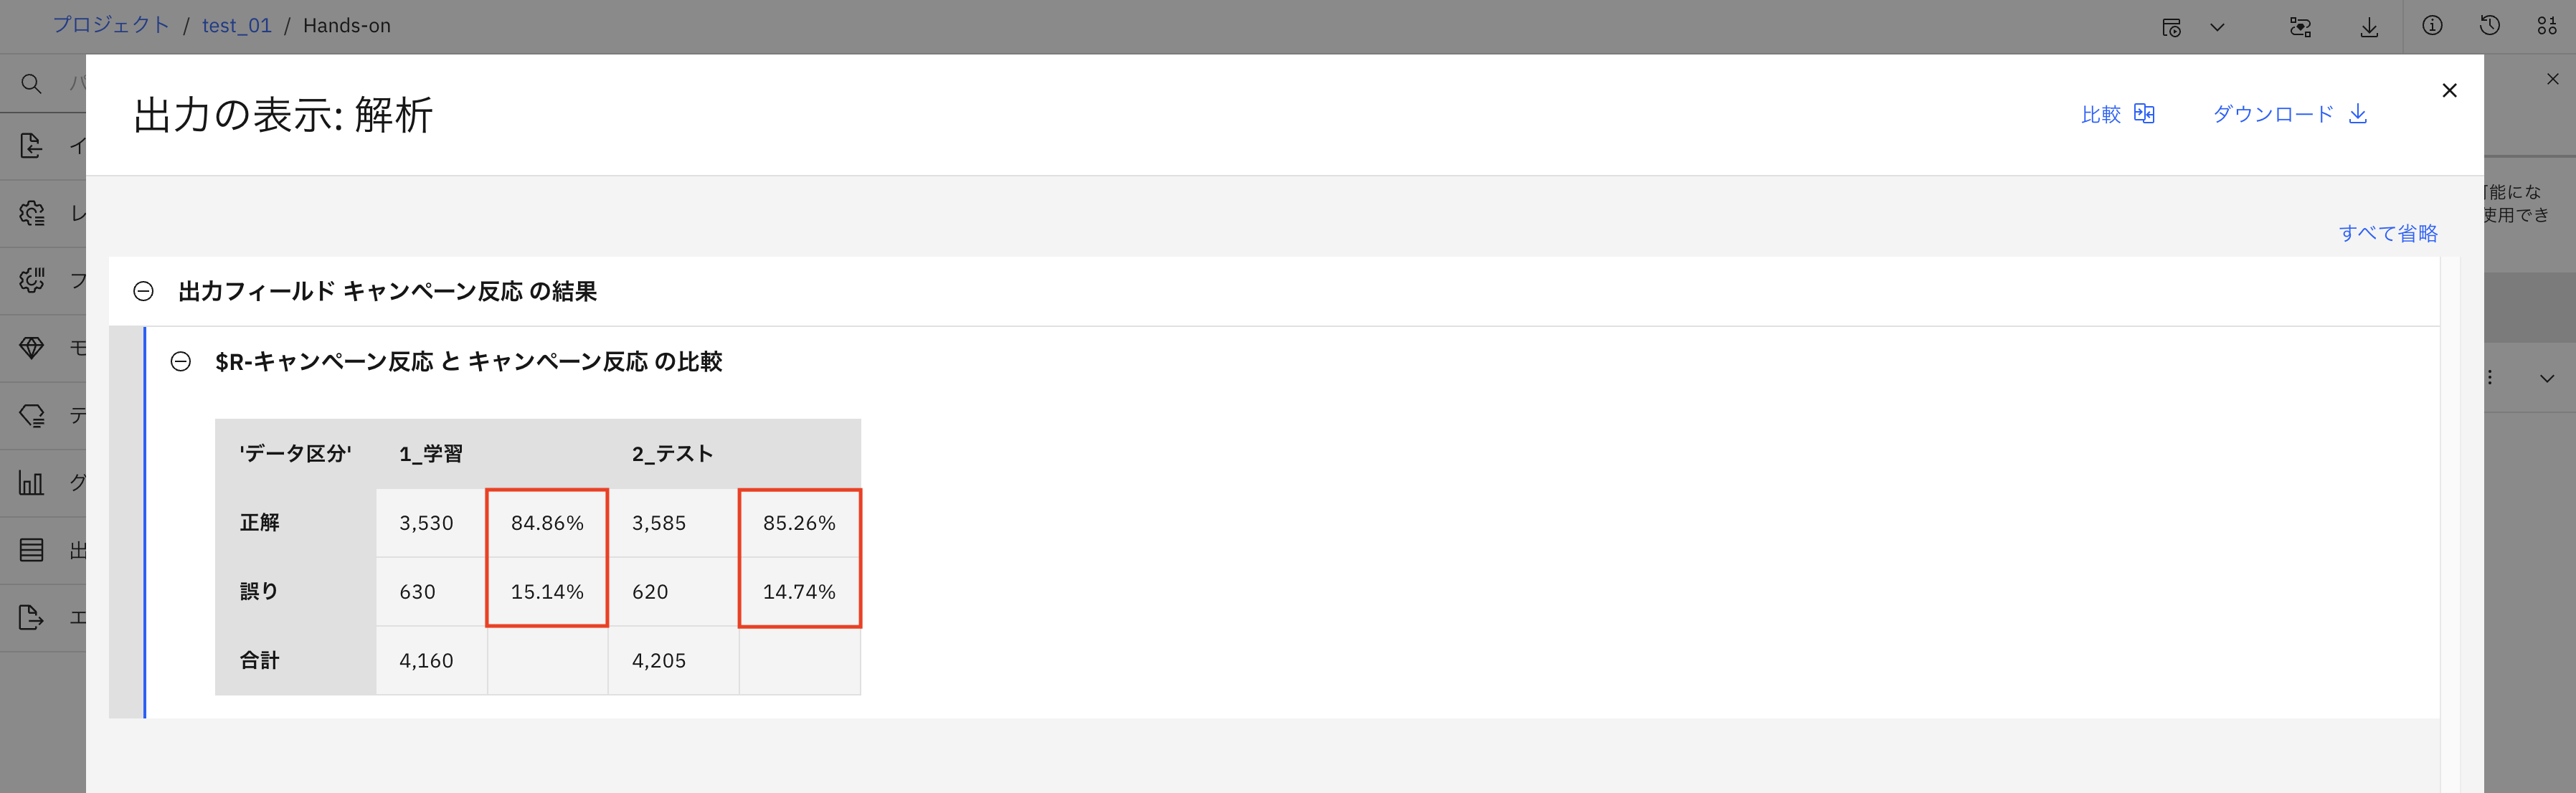 プロジェクト / test_01 / Hands-on
出力の表示: 解析
比較
ダウンロード
可能にな
使用でき
すべて省略
出力フィールド キャンペーン反応 の結果
$R-キャンペーン反応 と キャンペーン反応 の比較
'データ区分' 1_学習 2_テスト
正解 3,530 84.86% 3,585 85.26%
誤り 630 15.14% 620 14.74%
合計 4,160 4,205
イ
レ
フ
モ
テ
グ
出
エ